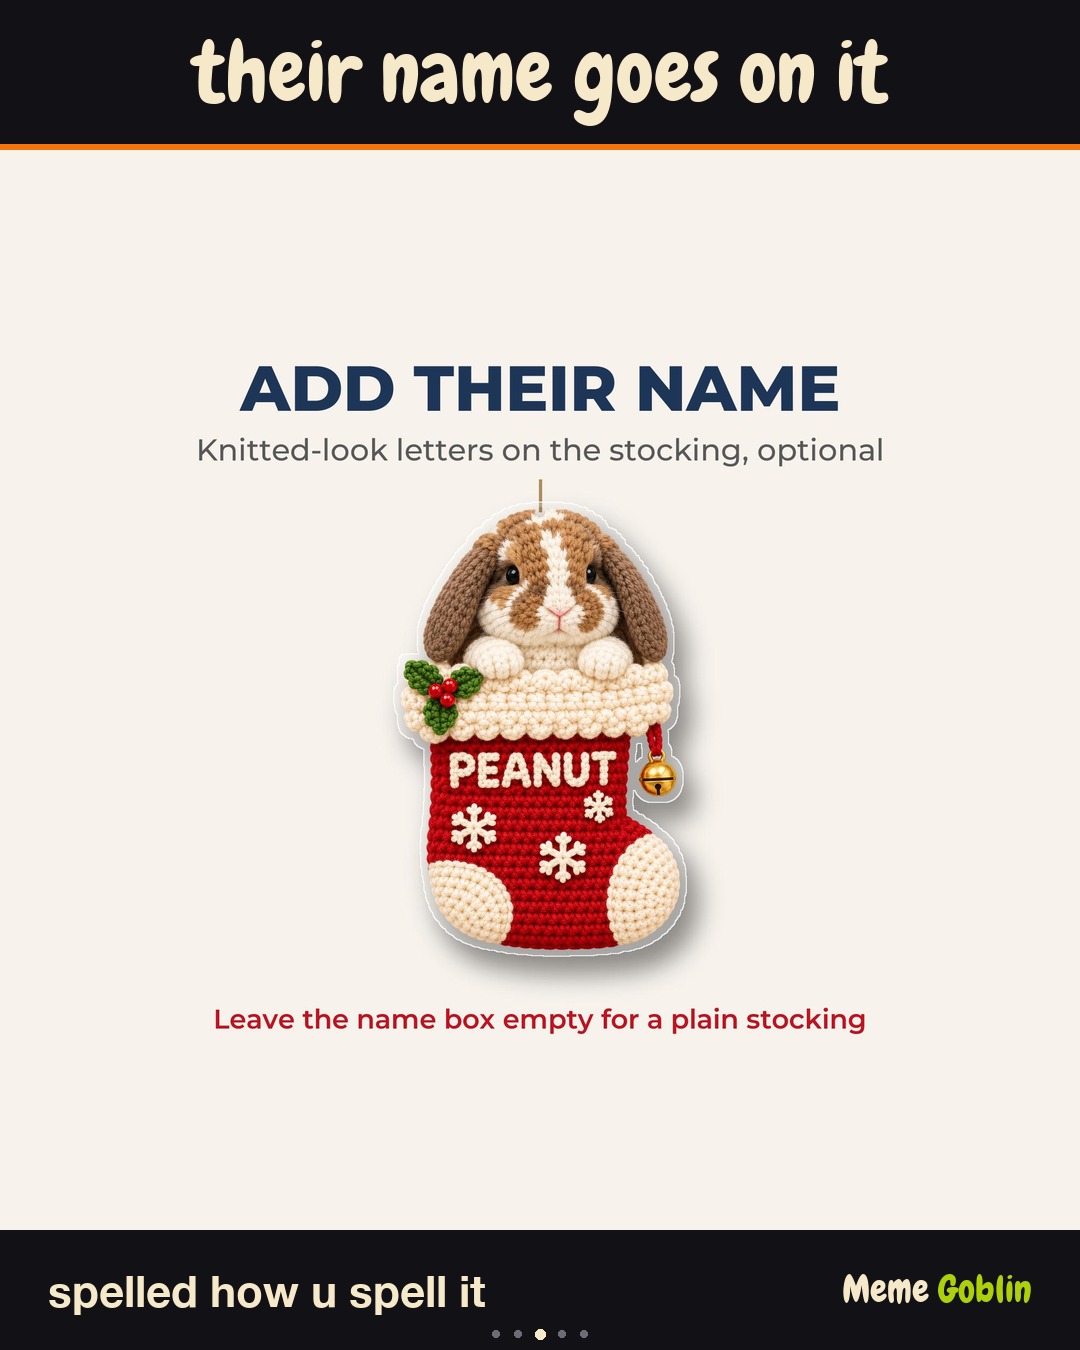 their name goes on it
ADD THEIR NAME
Knitted-look letters on the stocking, optional
PEANUT
Leave the name box empty for a plain stocking
spelled how u spell it
Meme Goblin